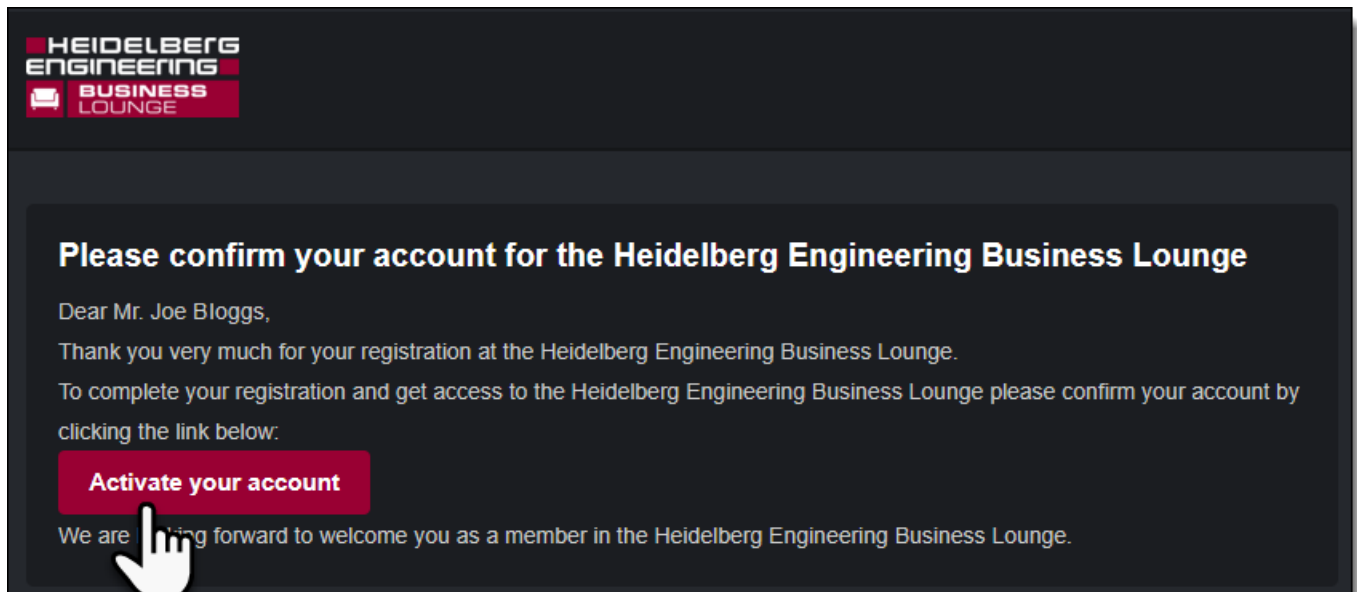 HEIDELBERG
ENGINEERING
BUSINESS
LOUNGE
Please confirm your account for the Heidelberg Engineering Business Lounge
Dear Mr. Joe Bloggs,
Thank you very much for your registration at the Heidelberg Engineering Business Lounge.
To complete your registration and get access to the Heidelberg Engineering Business Lounge please confirm your account by
clicking the link below:
Activate your account
We are forward to welcome you as a member in the Heidelberg Engineering Business Lounge.